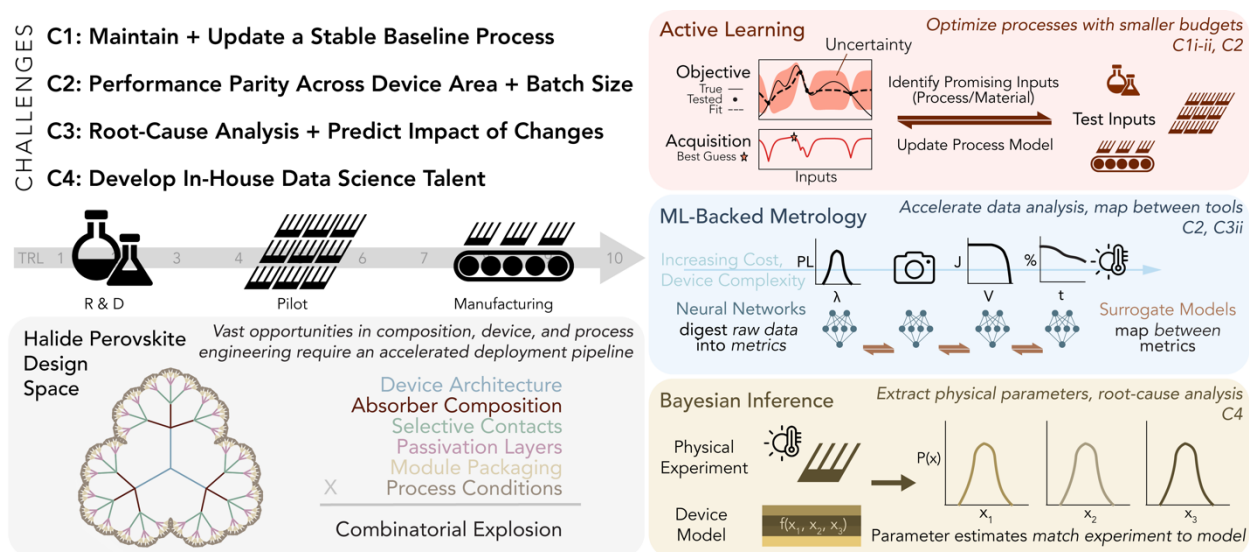 CHALLENGES
C1: Maintain + Update a Stable Baseline Process
C2: Performance Parity Across Device Area + Batch Size
C3: Root-Cause Analysis + Predict Impact of Changes
C4: Develop In-House Data Science Talent
TRL 1 3 4 6 7 10
R & D
Pilot
Manufacturing
Halide Perovskite
Design
Space
Vast opportunities in composition, device, and process
engineering require an accelerated deployment pipeline
Device Architecture
Absorber Composition
Selective Contacts
Passivation Layers
Module Packaging
X Process Conditions
Combinatorial Explosion
Active Learning
Optimize processes with smaller budgets
C1i-ii, C2
Uncertainty
Objective
True
Tested
Fit
Acquisition
Best Guess
Inputs
Identify Promising Inputs
(Process/Material)
Update Process Model
Test Inputs
ML-Backed Metrology
Accelerate data analysis, map between tools
C2, C3ii
Increasing Cost,
Device Complexity
PL
λ
J
V
%
t
Neural Networks
digest raw data
into metrics
Surrogate Models
map between
metrics
Bayesian Inference
Extract physical parameters, root-cause analysis
C4
Physical
Experiment
Device
Model
f(x₁, x₂, x₃)
P(x)
x₁
x₂
x₃
Parameter estimates match experiment to model